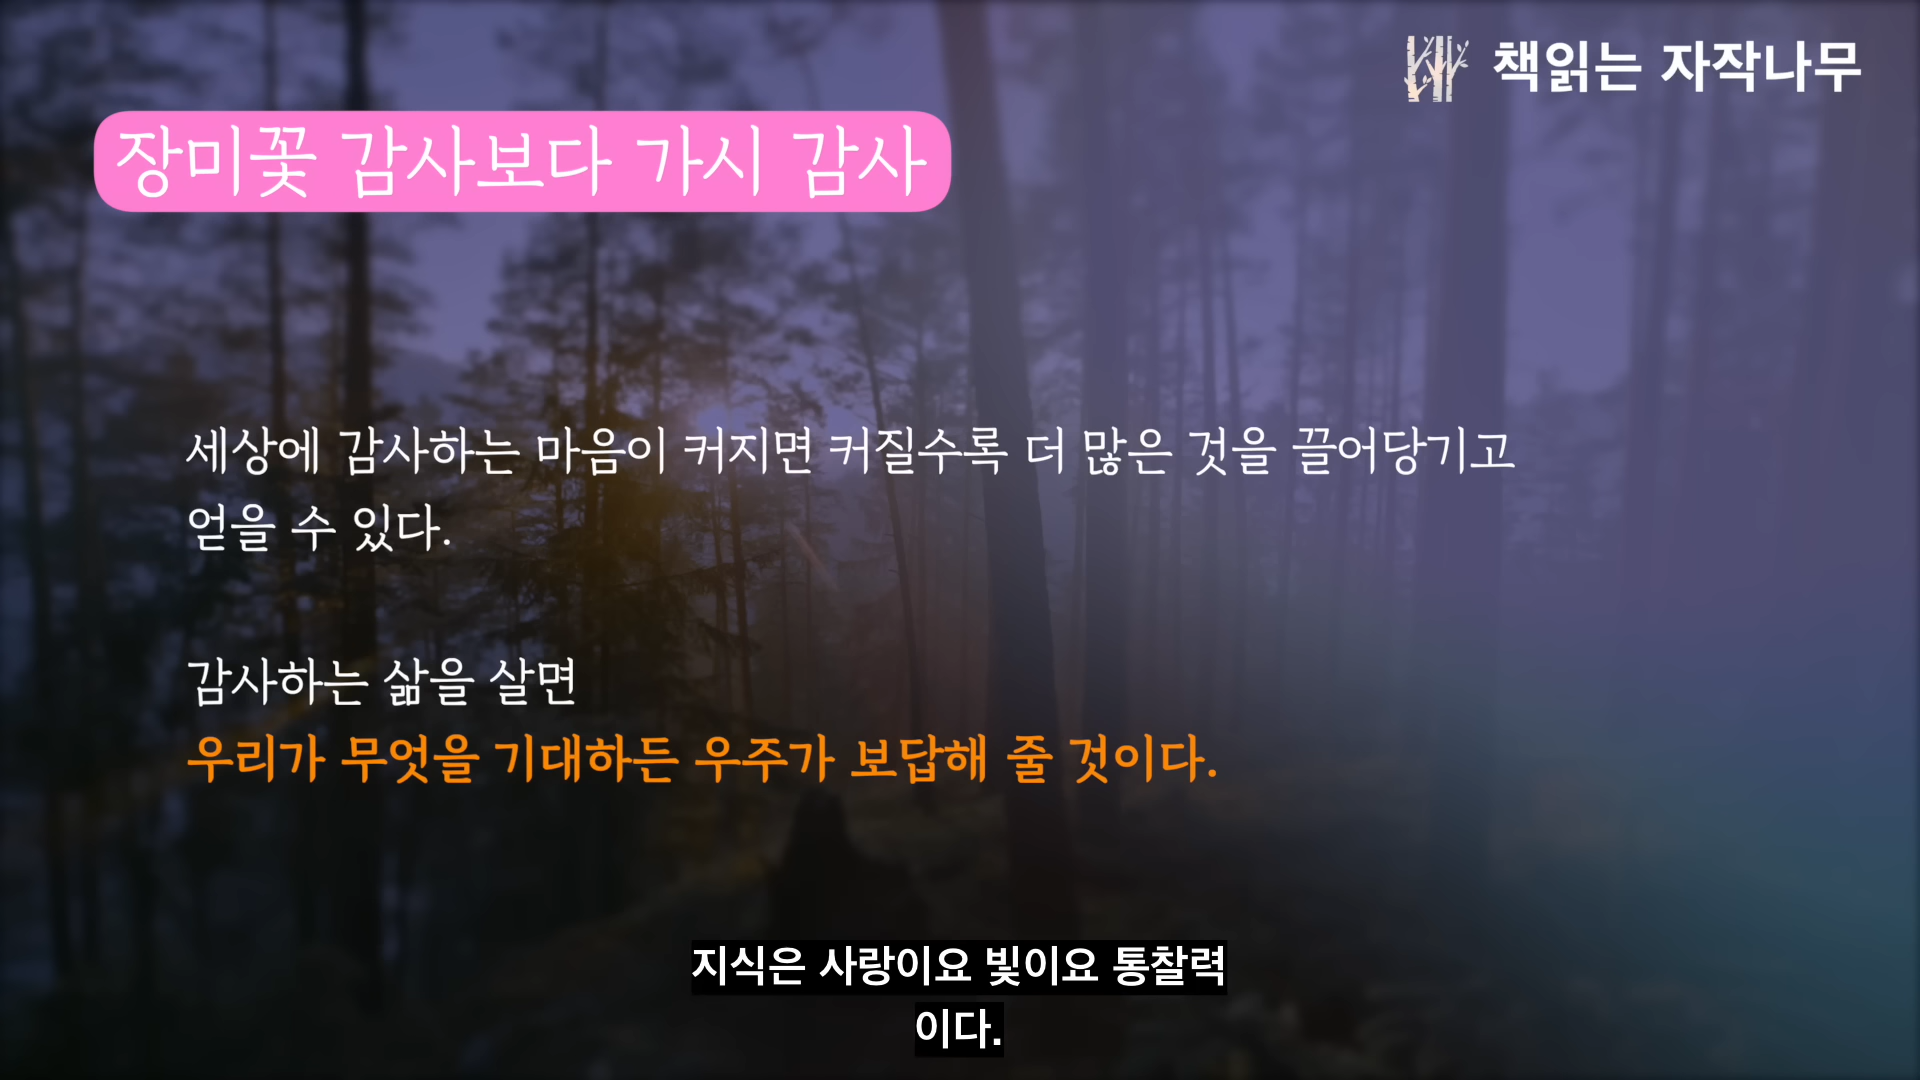 책읽는 자작나무
장미꽃 감사보다 가시 감사
세상에 감사하는 마음이 커지면 커질수록 더 많은 것을 끌어당기고
얻을 수 있다.
감사하는 삶을 살면
우리가 무엇을 기대하든 우주가 보답해 줄 것이다.
지식은 사랑이요 빛이요 통찰력
이다.